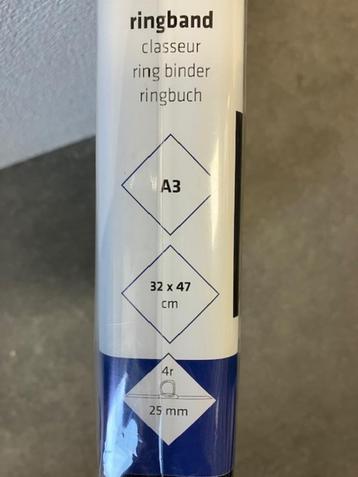 ringband
classeur
ring binder
ringbuch
A3
32 x 47
cm
4r
25 mm